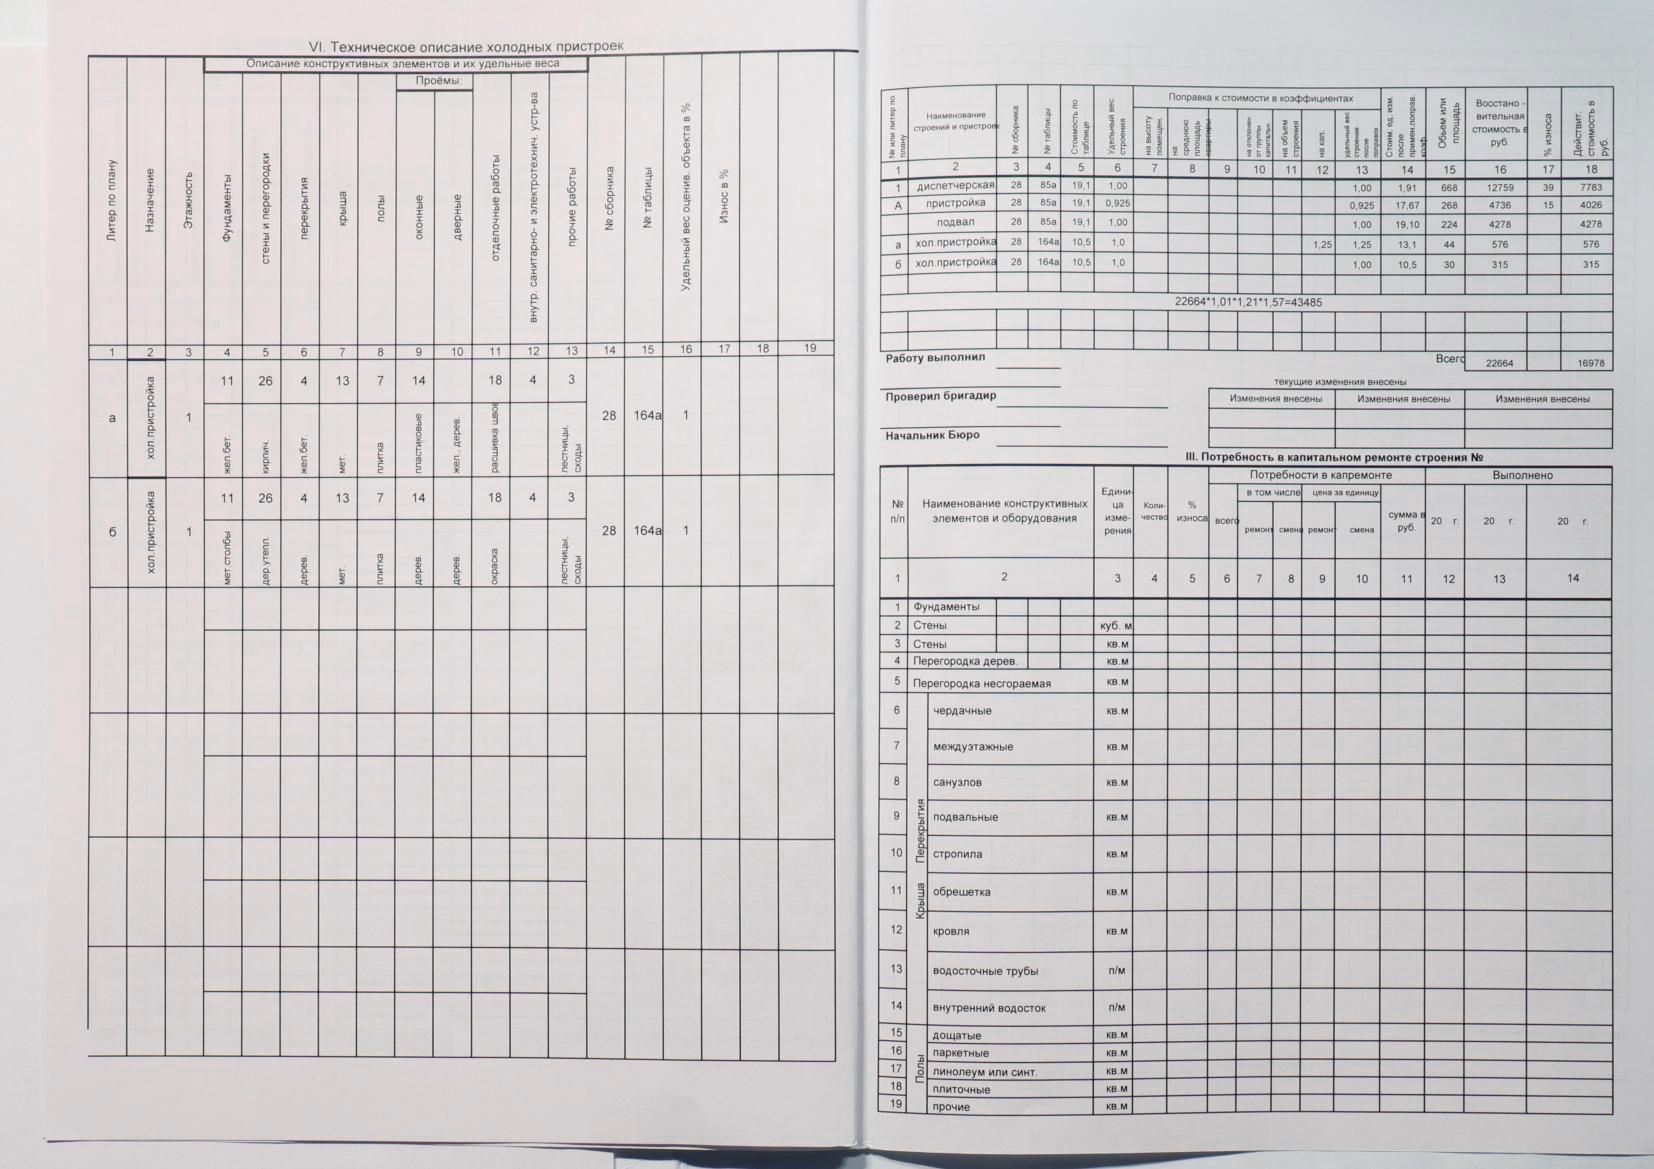 VI. Техническое описание холодных пристроек
Описание конструктивных элементов и их удельные веса
Проёмы:
Литер по плану
Назначение
Этажность
Фундаменты
стены и перегородки
перекрытия
крыша
полы
оконные
дверные
отделочные работы
внутр. санитарно- и электротехнич. устр-ва
прочие работы
№ сборника
№ таблицы
Удельный вес оценив. объекта в %
Износ в %
1 2 3 4 5 6 7 8 9 10 11 12 13 14 15 16 17 18 19
а хол.пристройка 1 11 26 4 13 7 14 18 4 3 28 164а 1
жел.бет. кирпич. жел.бет. мет. плитка пластиковые жел., дерев. расшивка швов лестницы, сходы
б хол.пристройка 1 11 26 4 13 7 14 18 4 3 28 164а 1
мет.столбы дер.утепл. дерев. мет. плитка дерев. дерев. окраска лестницы, сходы
№ или литер по плану
Наименование строений и пристроек
№ сборника
№ таблицы
Стоимость по таблице
Удельный вес строения
Поправка к стоимости в коэффициентах
на высоту помещен.
на среднюю площадь квартиры
на отклонен. от группы капитальн.
на объем строения
на кап.
удельный вес строения после поправок
Стоим. ед. изм. после примен.поправ. коэф.
Объем или площадь
Восстано - вительная стоимость в руб.
% износа
Действит. стоимость в руб.
1 2 3 4 5 6 7 8 9 10 11 12 13 14 15 16 17 18
1 диспетчерская 28 85а 19,1 1,00 1,00 1,91 668 12759 39 7783
А пристройка 28 85а 19,1 0,925 0,925 17,67 268 4736 15 4026
подвал 28 85а 19,1 1,00 1,00 19,10 224 4278 4278
а хол.пристройка 28 164а 10,5 1,0 1,25 1,25 13,1 44 576 576
б хол.пристройка 28 164а 10,5 1,0 1,00 10,5 30 315 315
22664*1,01*1,21*1,57=43485
Работу выполнил
Всего 22664 16978
текущие изменения внесены
Проверил бригадир
Изменения внесены Изменения внесены Изменения внесены
Начальник Бюро
III. Потребность в капитальном ремонте строения №
№ п/п
Наименование конструктивных элементов и оборудования
Едини- ца изме- рения
Коли- чество
% износа
Потребности в капремонте
всего
в том числе
ремонт смена
цена за единицу
ремонт смена
сумма в руб.
Выполнено
20 г. 20 г. 20 г.
1 2 3 4 5 6 7 8 9 10 11 12 13 14
1 Фундаменты
2 Стены куб. м
3 Стены кв.м
4 Перегородка дерев. кв.м
5 Перегородка несгораемая кв.м
Перекрытия
6 чердачные кв.м
7 междуэтажные кв.м
8 санузлов кв.м
9 подвальные кв.м
Крыша
10 стропила кв.м
11 обрешетка кв.м
12 кровля кв.м
13 водосточные трубы п/м
14 внутренний водосток п/м
Полы
15 дощатые кв.м
16 паркетные кв.м
17 линолеум или синт. кв.м
18 плиточные кв.м
19 прочие кв.м